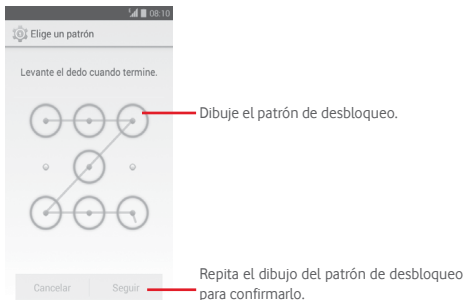 08:10
Elige un patrón
Levante el dedo cuando termine.
Dibuje el patrón de desbloqueo.
Cancelar
Seguir
Repita el dibujo del patrón de desbloqueo
para confirmarlo.